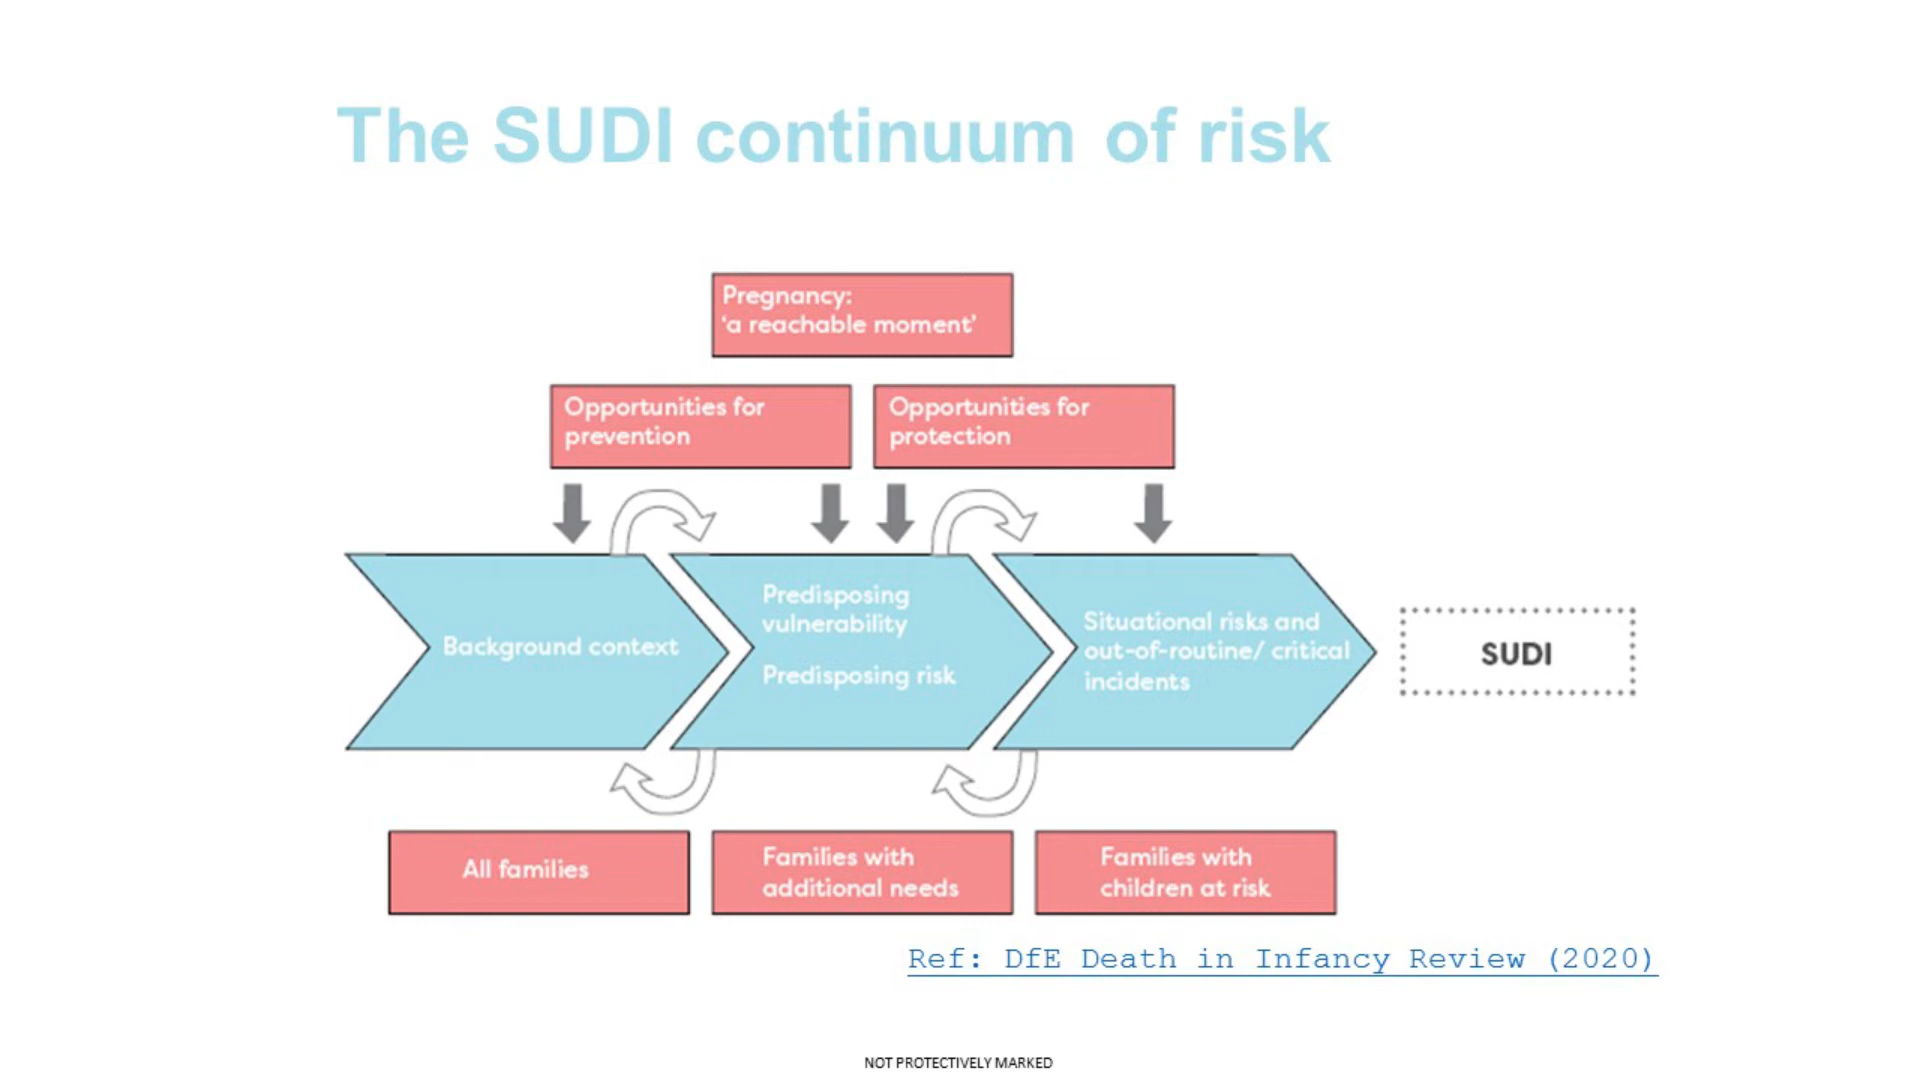 The SUDI continuum of risk
Pregnancy:
‘a reachable moment’
Opportunities for
prevention
Opportunities for
protection
Background context
Predisposing
vulnerability
Predisposing risk
Situational risks and
out-of-routine/ critical
incidents
SUDI
All families
Families with
additional needs
Families with
children at risk
Ref: DfE Death in Infancy Review (2020)
NOT PROTECTIVELY MARKED